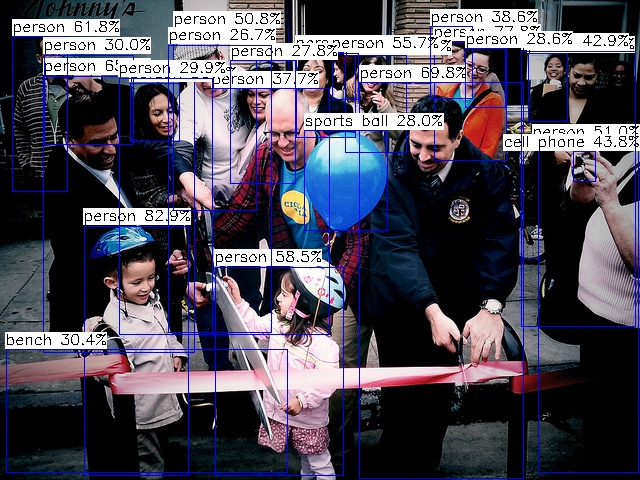 Johnny's
person 50.8%
person 38.6%
person 61.8%
person 26.7%
person 55.7%
person 28.6%
42.9%
person 30.0%
person 27.8%
person 29.9%
person 37.7%
person 69.8%
sports ball 28.0%
person 51.0%
cell phone 43.8%
person 82.9%
person 58.5%
bench 30.4%